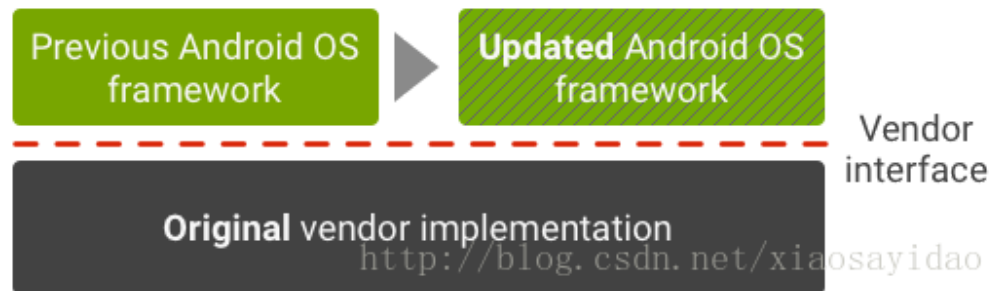 Previous Android OS
framework
Updated Android OS
framework
Vendor
interface
Original vendor implementation
http://blog.csdn.net/xiaosayidao